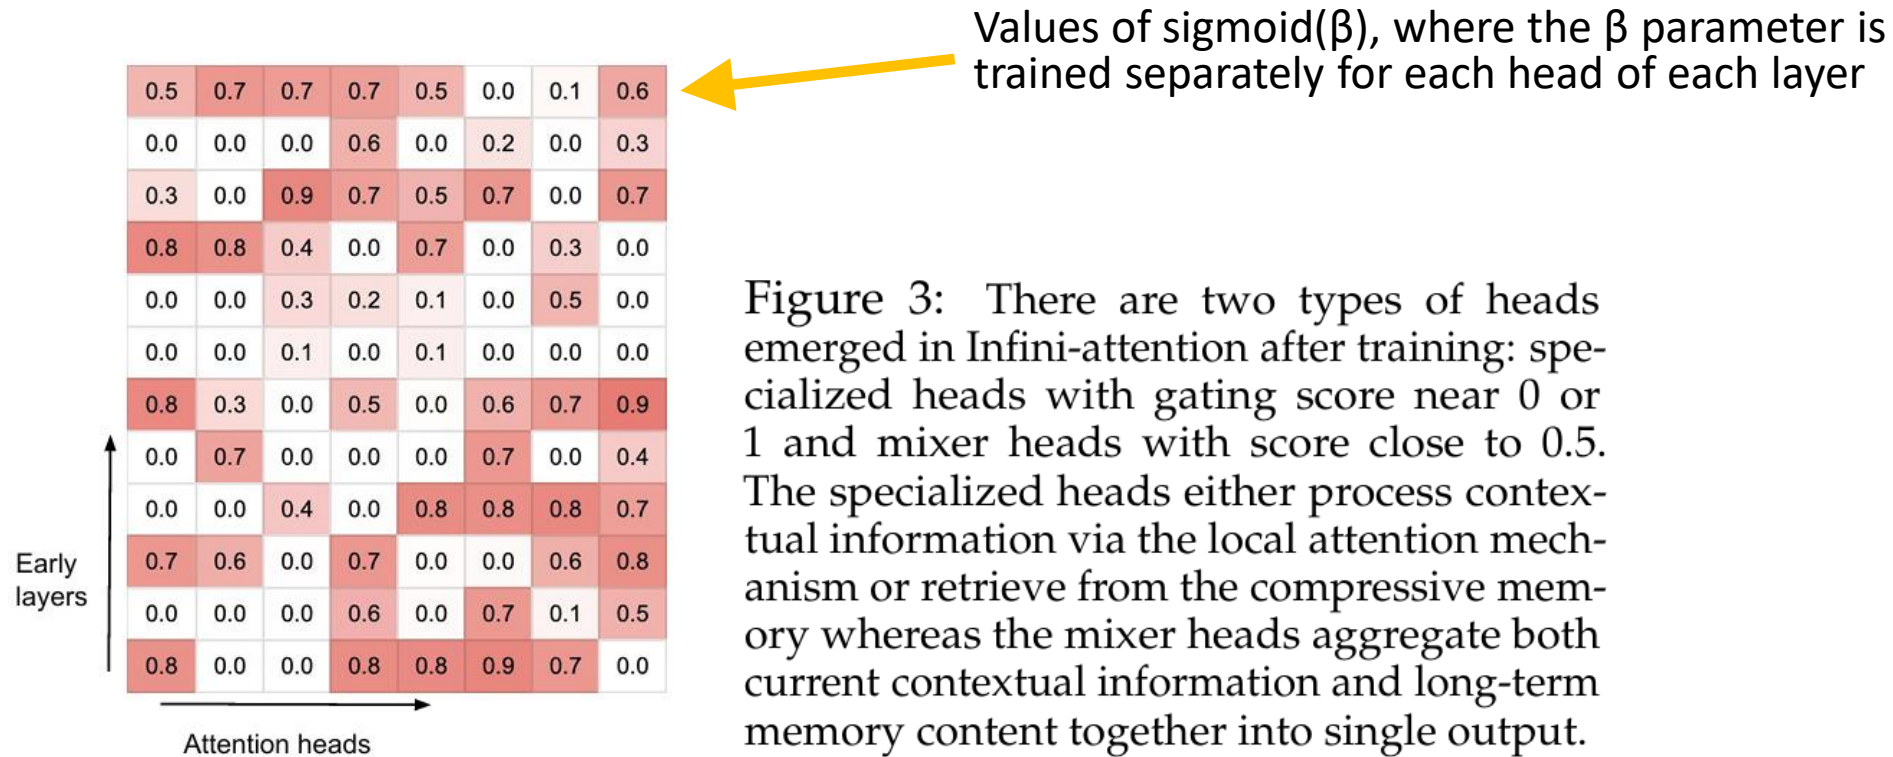 Values of sigmoid(β), where the β parameter is
trained separately for each head of each layer
0.5 0.7 0.7 0.7 0.5 0.0 0.1 0.6
0.0 0.0 0.0 0.6 0.0 0.2 0.0 0.3
0.3 0.0 0.9 0.7 0.5 0.7 0.0 0.7
0.8 0.8 0.4 0.0 0.7 0.0 0.3 0.0
0.0 0.0 0.3 0.2 0.1 0.0 0.5 0.0
0.0 0.0 0.1 0.0 0.1 0.0 0.0 0.0
0.8 0.3 0.0 0.5 0.0 0.6 0.7 0.9
0.0 0.7 0.0 0.0 0.0 0.7 0.0 0.4
0.0 0.0 0.4 0.0 0.8 0.8 0.8 0.7
0.7 0.6 0.0 0.7 0.0 0.0 0.6 0.8
0.0 0.0 0.0 0.6 0.0 0.7 0.1 0.5
0.8 0.0 0.0 0.8 0.8 0.9 0.7 0.0
Early
layers
Attention heads
Figure 3: There are two types of heads
emerged in Infini-attention after training: spe-
cialized heads with gating score near 0 or
1 and mixer heads with score close to 0.5.
The specialized heads either process contex-
tual information via the local attention mech-
anism or retrieve from the compressive mem-
ory whereas the mixer heads aggregate both
current contextual information and long-term
memory content together into single output.